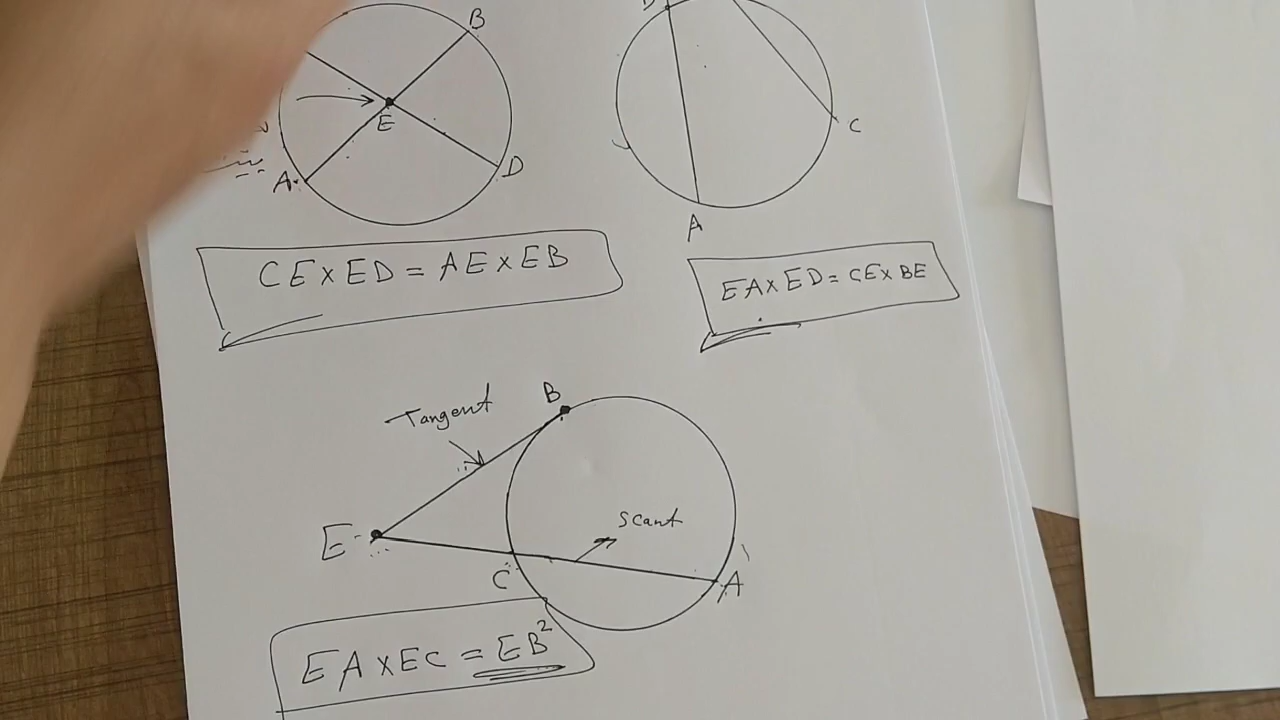 B
E
A
D
C
A
CE x ED = AE x EB
EA x ED = CE x BE
Tangent
B
E
Scant
C
A
EA x EC = EB²